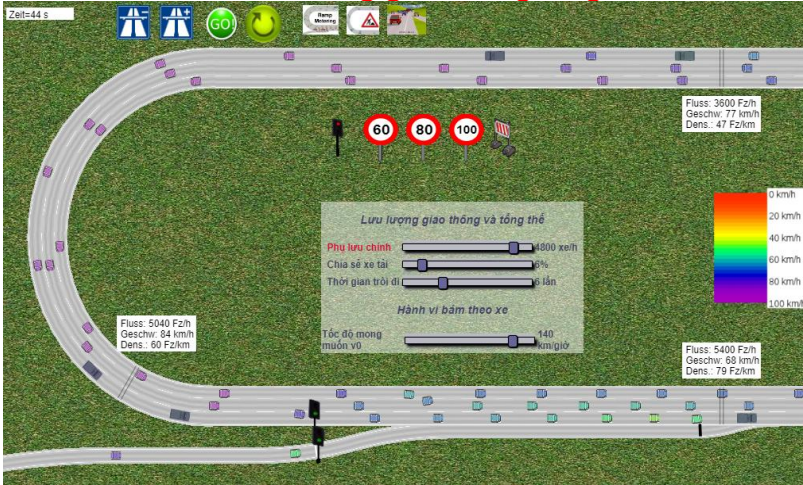 Zeit=44 s
GO!
Ramp
Metering
Fluss: 3600 Fz/h
Geschw: 77 km/h
Dens.: 47 Fz/km
60
80
100
0 km/h
20 km/h
40 km/h
60 km/h
80 km/h
100 km/h
Lưu lượng giao thông và tổng thể
Phụ lưu chính 4800 xe/h
Chia sẻ xe tải 6%
Thời gian trôi đi 6 lần
Hành vi bám theo xe
Tốc độ mong
muốn v0
140
km/giờ
Fluss: 5040 Fz/h
Geschw: 84 km/h
Dens.: 60 Fz/km
Fluss: 5400 Fz/h
Geschw: 68 km/h
Dens.: 79 Fz/km